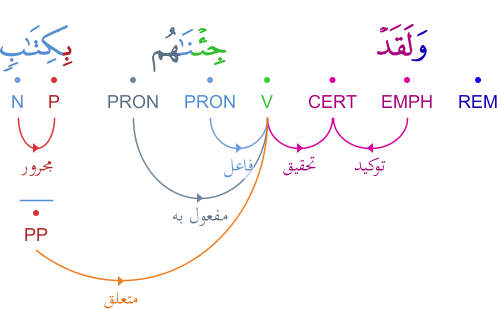 وَلَقَدْ جِئْنَٰهُم بِكِتَٰبٍ
REM EMPH CERT V PRON PRON P N
توكيد تحقيق فاعل مجرور
مفعول به
PP
متعلق